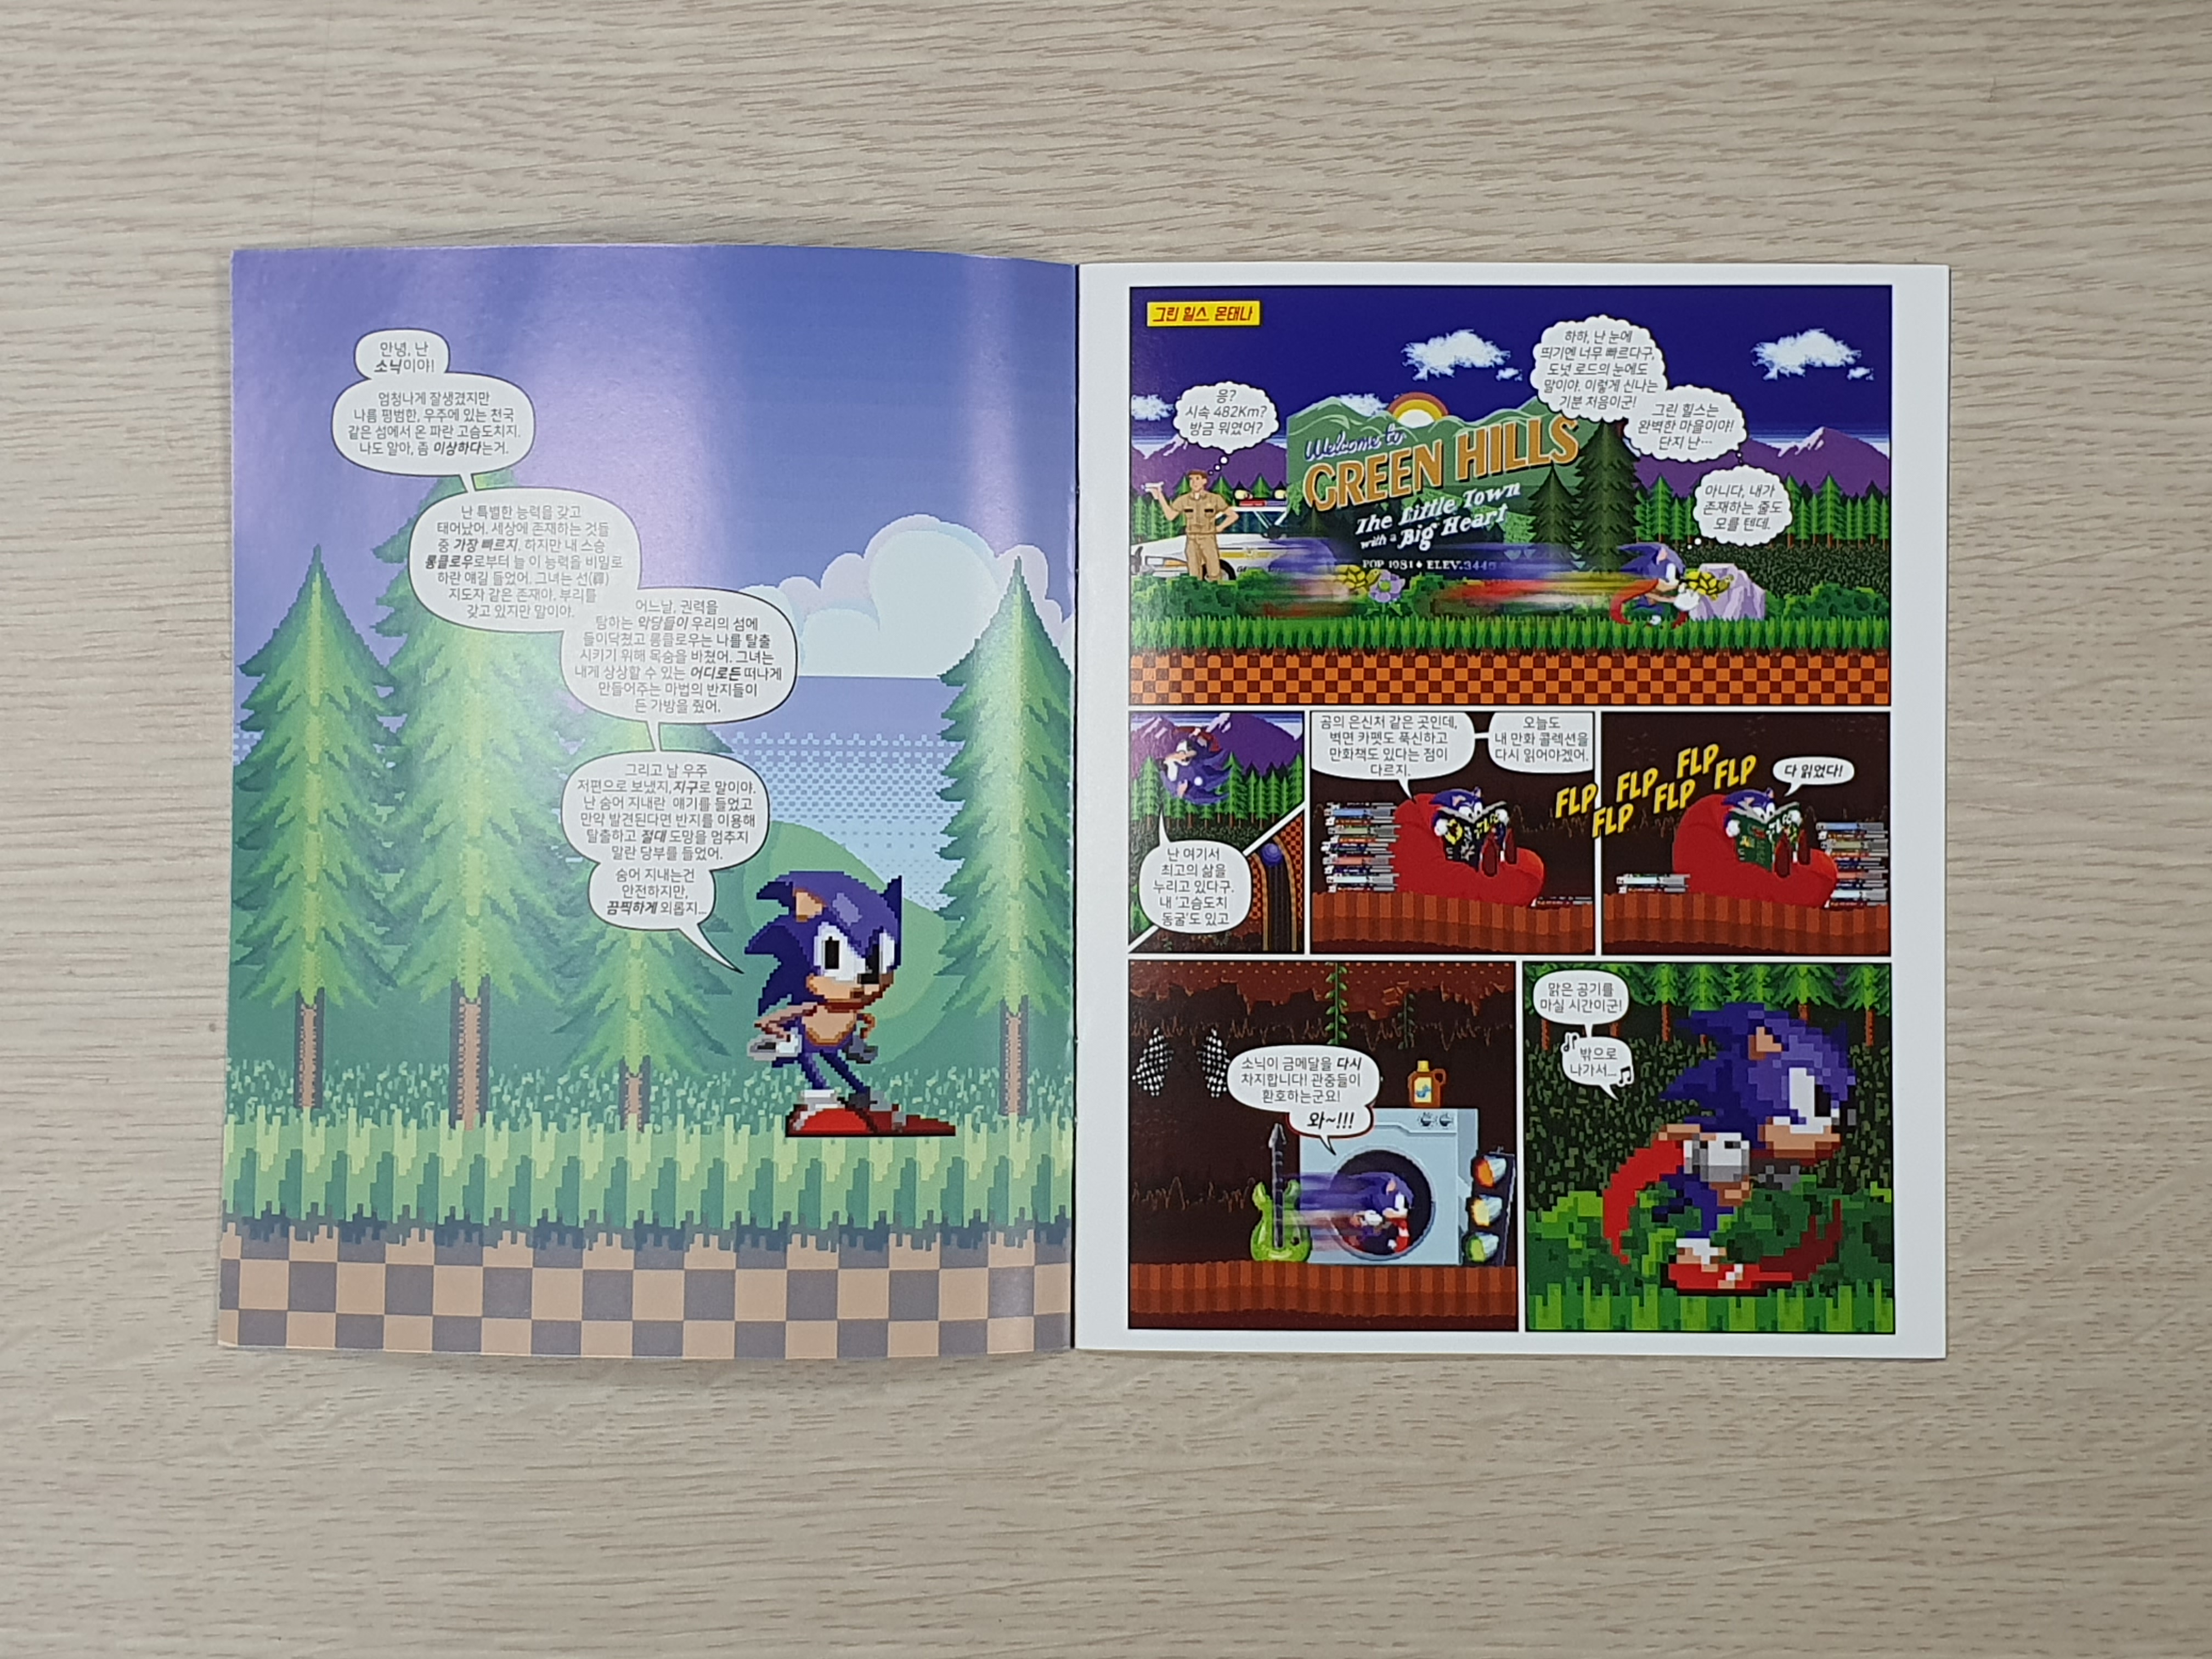 안녕, 난
소닉이야!
엄청나게 잘생겼지만
나름 평범한, 우주에 있는 천국
같은 섬에서 온 파란 고슴도치지.
나도 알아, 좀 이상하다는거.
난 특별한 능력을 갖고
태어났어, 세상에 존재하는 것들
중 가장 빠르지. 하지만 내 스승
롱클로우로부터 늘 이 능력을 비밀로
하란 얘길 들었어. 그녀는 선(禪)
지도자 같은 존재야. 부리를
갖고 있지만 말이야.
어느날, 권력을
탐하는 악당들이 우리의 섬에
들이닥쳤고 롱클로우는 나를 탈출
시키기 위해 목숨을 바쳤어. 그녀는
내게 상상할 수 있는 어디로든 떠나게
만들어주는 마법의 반지들이
든 가방을 줬어.
그리고 날 우주
저편으로 보냈지, 지구로 말이야.
난 숨어 지내란 얘기를 들었고
만약 발견된다면 반지를 이용해
탈출하고 절대 도망을 멈추지
말란 당부를 들었어.
숨어 지내는건
안전하지만,
끔찍하게 외롭지...
그린 힐스 몬태나
응?
시속 482Km?
방금 뭐였어?
Welcome to
GREEN HILLS
The Little Town
with a Big Heart
POP 1981 ♦ ELEV.3446
하하, 난 눈에
띄기엔 너무 빠르다구,
도넛 로드의 눈에도
말이야. 이렇게 신나는
기분 처음이군!
그린 힐스는
완벽한 마을이야!
단지 난…
아니다, 내가
존재하는 줄도
모를 텐데.
난 여기서
최고의 삶을
누리고 있다구.
내 '고슴도치
동굴'도 있고
곰의 은신처 같은 곳인데,
벽면 카펫도 푹신하고
만화책도 있다는 점이
다르지.
오늘도
내 만화 콜렉션을
다시 읽어야겠어.
FLP FLP FLP FLP FLP FLP
다 읽었다!
소닉이 금메달을 다시
차지합니다! 관중들이
환호하는군요!
와~!!!
맑은 공기를
마실 시간이군!
♫ 밖으로
나가서... ♫